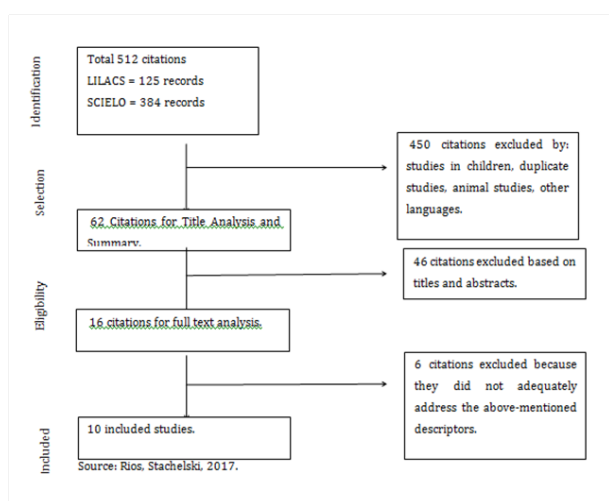 Identification
Total 512 citations
LILACS = 125 records
SCIELO = 384 records
450 citations excluded by:
studies in children, duplicate
studies, animal studies, other
languages.
Selection
62 Citations for Title Analysis and
Summary.
46 citations excluded based on
titles and abstracts.
Eligibility
16 citations for full text analysis.
6 citations excluded because
they did not adequately
address the above-mentioned
descriptors.
Included
10 included studies.
Source: Rios, Stachelski, 2017.